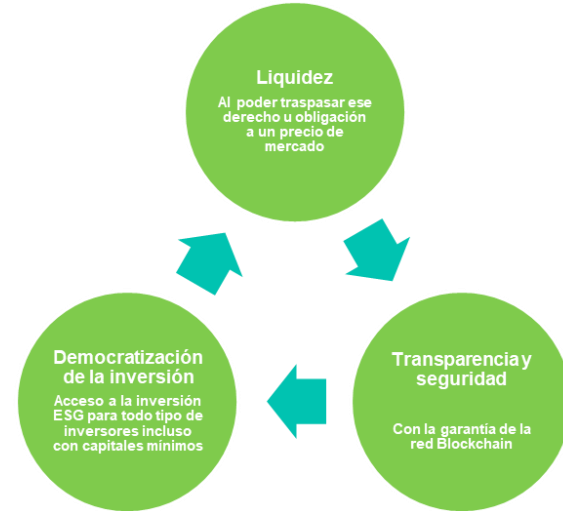 Liquidez
Al poder traspasar ese
derecho u obligación
a un precio de
mercado
Transparencia y
seguridad
Con la garantía de la
red Blockchain
Democratización
de la inversión
Acceso a la inversión
ESG para todo tipo de
inversores incluso
con capitales mínimos